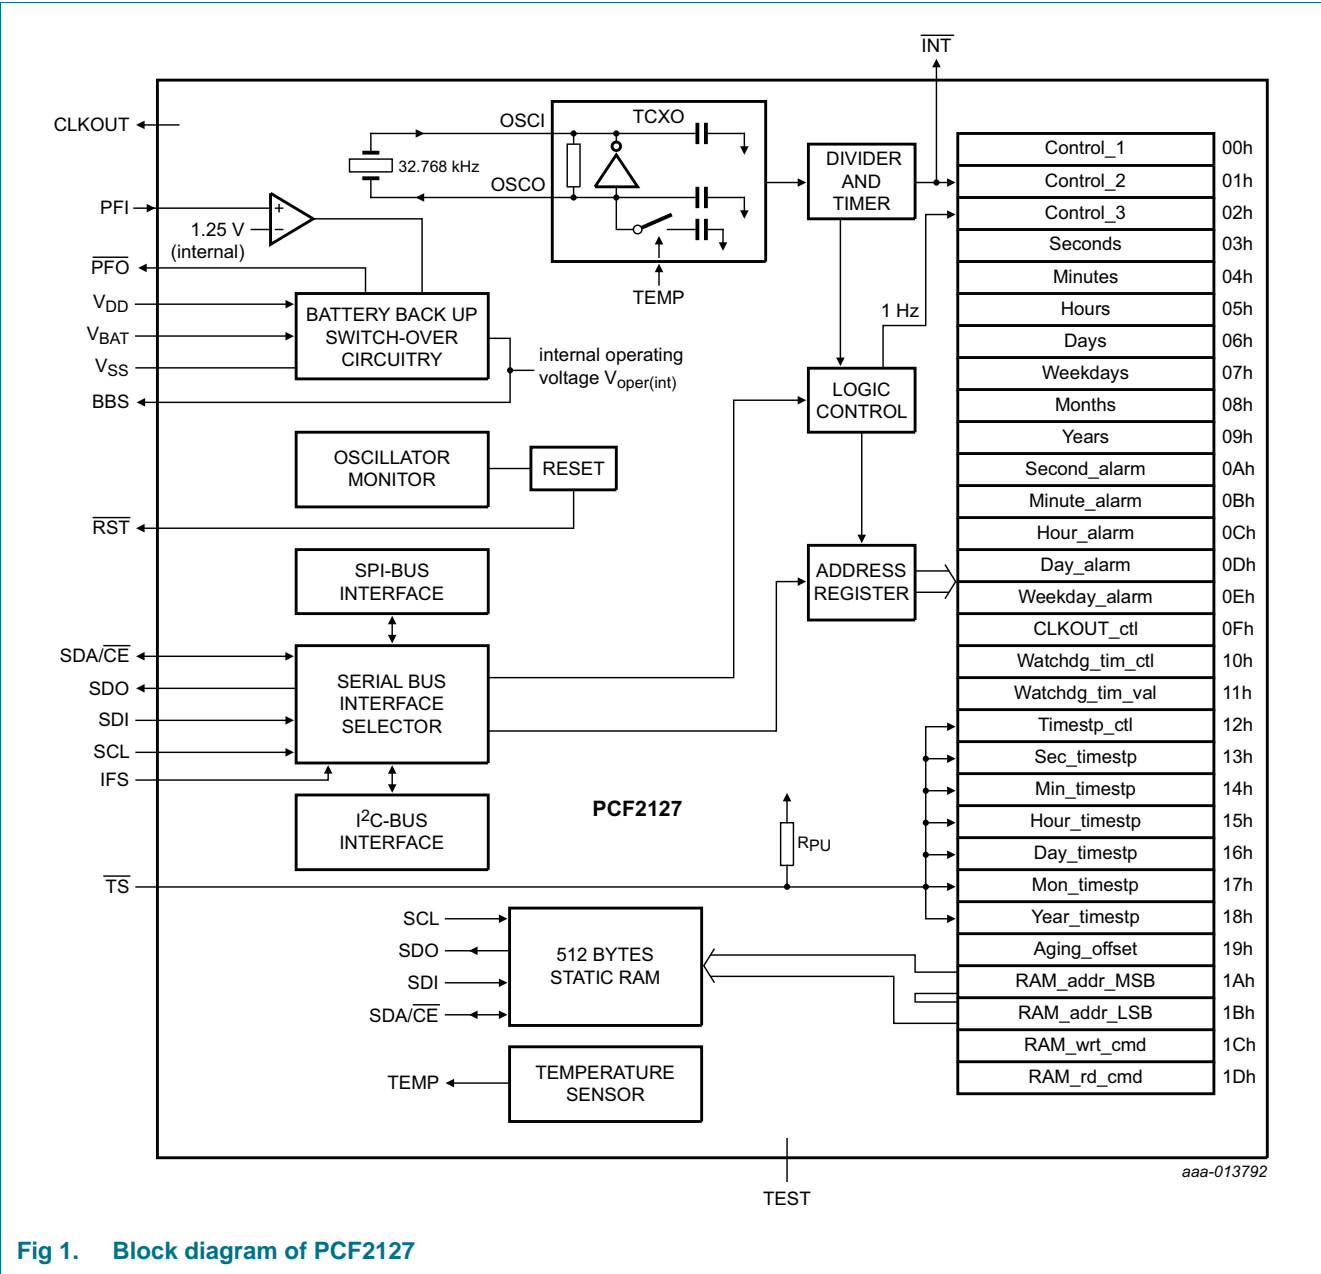 INT
CLKOUT
OSCI
TCXO
32.768 kHz
OSCO
DIVIDER
AND
TIMER
PFI
+
1.25 V
−
(internal)
PFO
TEMP
VDD
VBAT
VSS
BATTERY BACK UP
SWITCH-OVER
CIRCUITRY
internal operating
voltage Voper(int)
BBS
1 Hz
LOGIC
CONTROL
OSCILLATOR
MONITOR
RESET
RST
SPI-BUS
INTERFACE
ADDRESS
REGISTER
SDA/CE
SDO
SDI
SCL
IFS
SERIAL BUS
INTERFACE
SELECTOR
I2C-BUS
INTERFACE
PCF2127
RPU
TS
SCL
SDO
SDI
SDA/CE
512 BYTES
STATIC RAM
TEMP
TEMPERATURE
SENSOR
Control_1 00h
Control_2 01h
Control_3 02h
Seconds 03h
Minutes 04h
Hours 05h
Days 06h
Weekdays 07h
Months 08h
Years 09h
Second_alarm 0Ah
Minute_alarm 0Bh
Hour_alarm 0Ch
Day_alarm 0Dh
Weekday_alarm 0Eh
CLKOUT_ctl 0Fh
Watchdg_tim_ctl 10h
Watchdg_tim_val 11h
Timestp_ctl 12h
Sec_timestp 13h
Min_timestp 14h
Hour_timestp 15h
Day_timestp 16h
Mon_timestp 17h
Year_timestp 18h
Aging_offset 19h
RAM_addr_MSB 1Ah
RAM_addr_LSB 1Bh
RAM_wrt_cmd 1Ch
RAM_rd_cmd 1Dh
TEST
aaa-013792
Fig 1. Block diagram of PCF2127